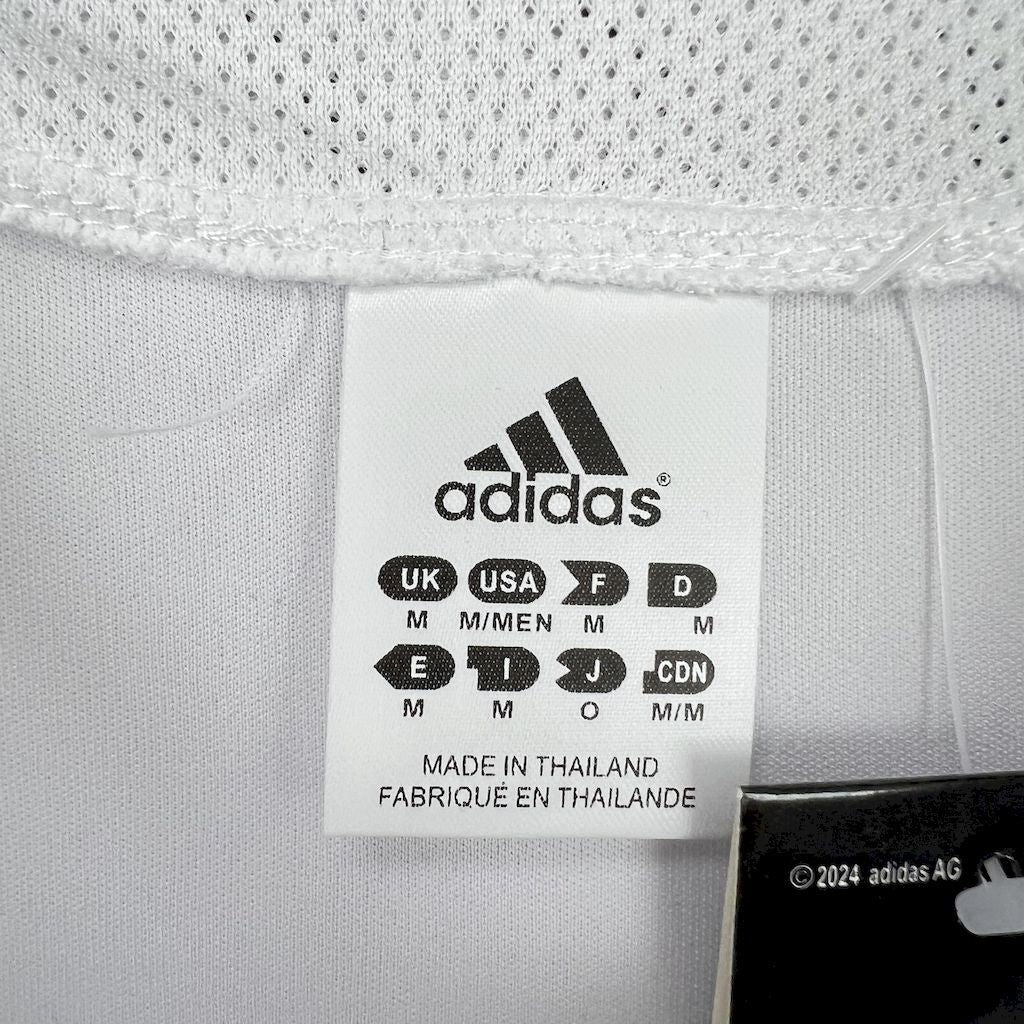 adidas®
UK USA F D
M M/MEN M M
E I J CDN
M M O M/M
MADE IN THAILAND
FABRIQUÉ EN THAILANDE
© 2024 adidas AG